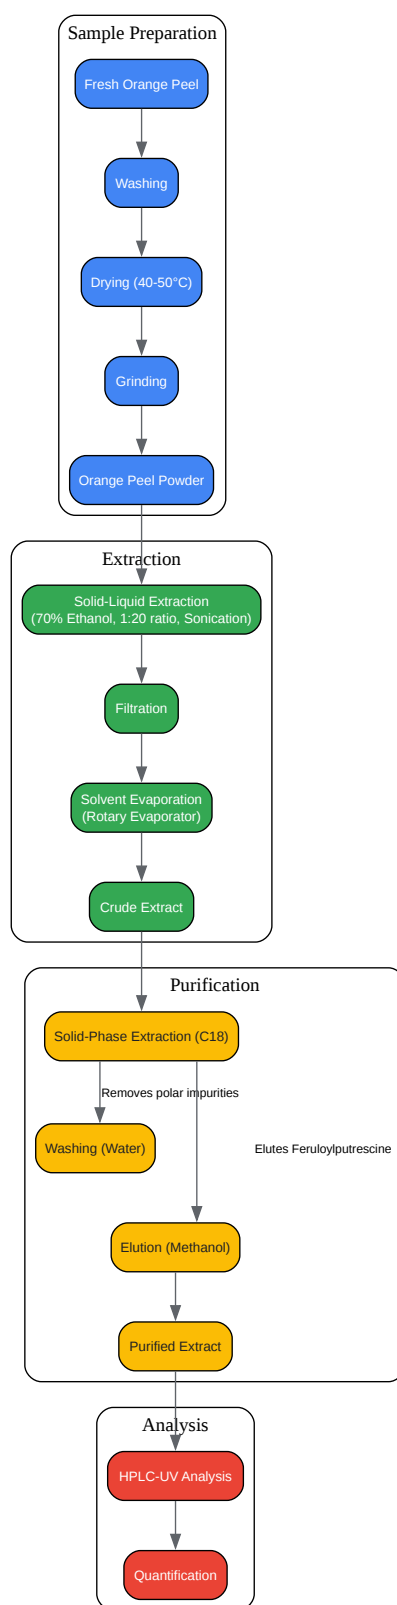 Sample Preparation
Fresh Orange Peel
Washing
Drying (40-50°C)
Grinding
Orange Peel Powder
Extraction
Solid-Liquid Extraction
(70% Ethanol, 1:20 ratio, Sonication)
Filtration
Solvent Evaporation
(Rotary Evaporator)
Crude Extract
Purification
Solid-Phase Extraction (C18)
Removes polar impurities
Washing (Water)
Elutes Feruloylputrescine
Elution (Methanol)
Purified Extract
Analysis
HPLC-UV Analysis
Quantification